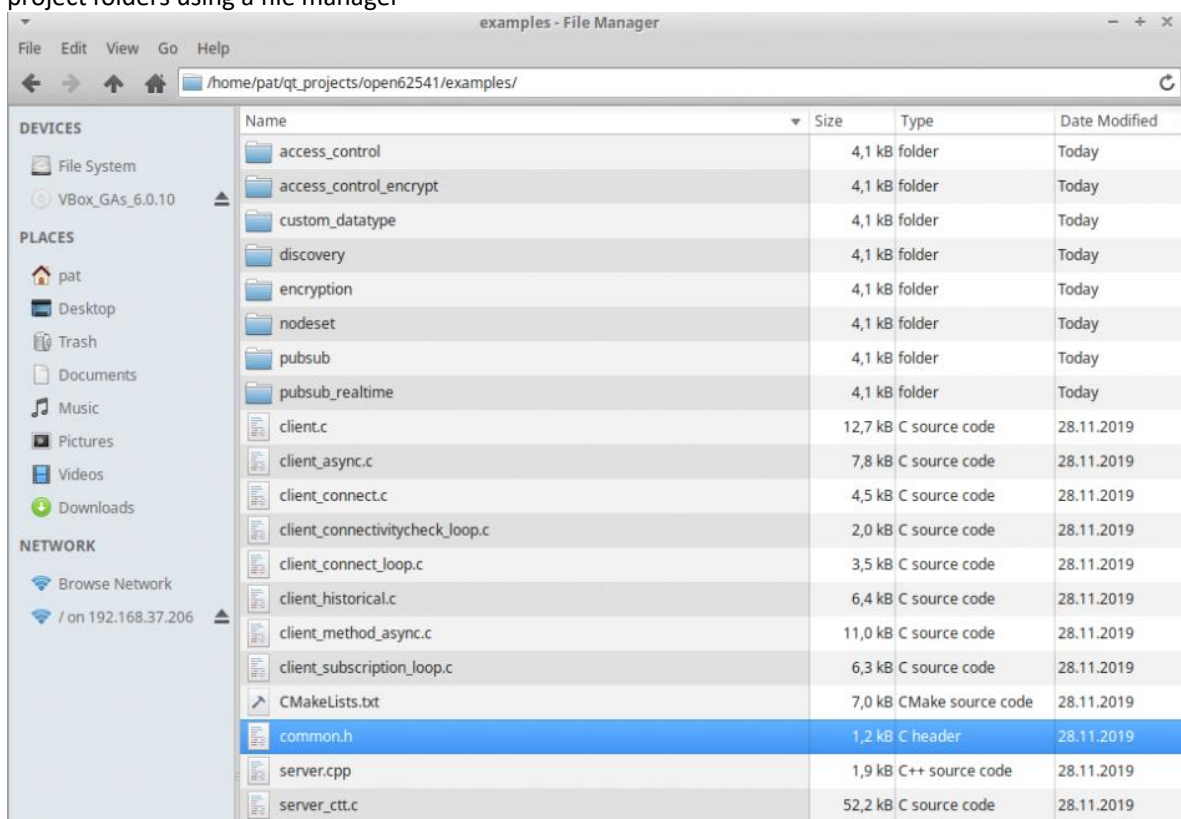 project folders using a file manager
examples - File Manager
File Edit View Go Help
/home/pat/qt_projects/open62541/examples/
DEVICES
File System
VBox_GAs_6.0.10
PLACES
pat
Desktop
Trash
Documents
Music
Pictures
Videos
Downloads
NETWORK
Browse Network
/ on 192.168.37.206
Name Size Type Date Modified
access_control 4,1 kB folder Today
access_control_encrypt 4,1 kB folder Today
custom_datatype 4,1 kB folder Today
discovery 4,1 kB folder Today
encryption 4,1 kB folder Today
nodeset 4,1 kB folder Today
pubsub 4,1 kB folder Today
pubsub_realtime 4,1 kB folder Today
client.c 12,7 kB C source code 28.11.2019
client_async.c 7,8 kB C source code 28.11.2019
client_connect.c 4,5 kB C source code 28.11.2019
client_connectivitycheck_loop.c 2,0 kB C source code 28.11.2019
client_connect_loop.c 3,5 kB C source code 28.11.2019
client_historical.c 6,4 kB C source code 28.11.2019
client_method_async.c 11,0 kB C source code 28.11.2019
client_subscription_loop.c 6,3 kB C source code 28.11.2019
CMakeLists.txt 7,0 kB CMake source code 28.11.2019
common.h 1,2 kB C header 28.11.2019
server.cpp 1,9 kB C++ source code 28.11.2019
server_ctt.c 52,2 kB C source code 28.11.2019